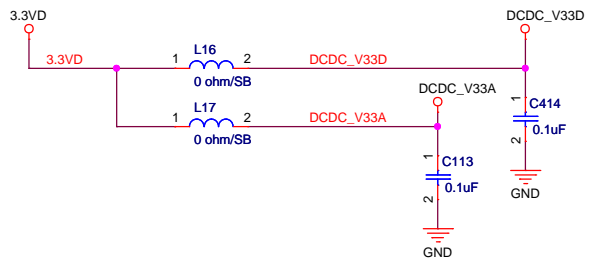 3.3VD
DCDC_V33D
3.3VD
1
L16
2
DCDC_V33D
0 ohm/SB
DCDC_V33A
1
L17
2
DCDC_V33A
0 ohm/SB
1
C414
2
0.1uF
GND
1
C113
2
0.1uF
GND